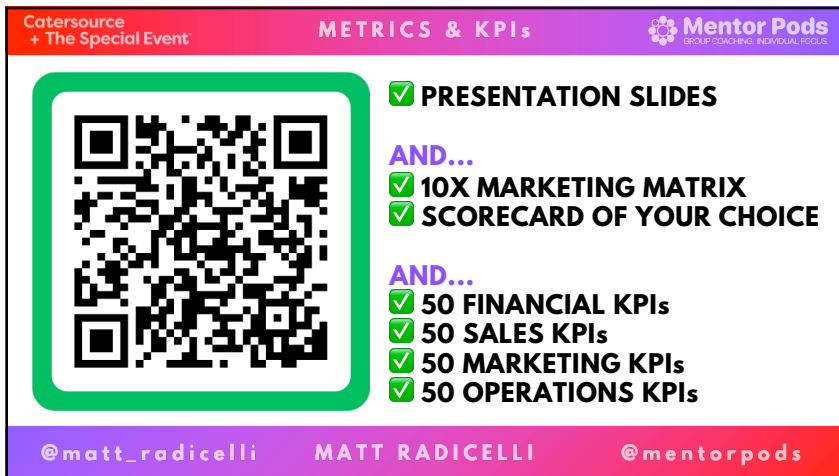 Catersource
+ The Special Event
METRICS & KPIs
Mentor Pods
GROUP COACHING. INDIVIDUAL FOCUS.
PRESENTATION SLIDES
AND...
10X MARKETING MATRIX
SCORECARD OF YOUR CHOICE
AND...
50 FINANCIAL KPIs
50 SALES KPIs
50 MARKETING KPIs
50 OPERATIONS KPIs
@matt_radicelli
MATT RADICELLI
@mentorpods